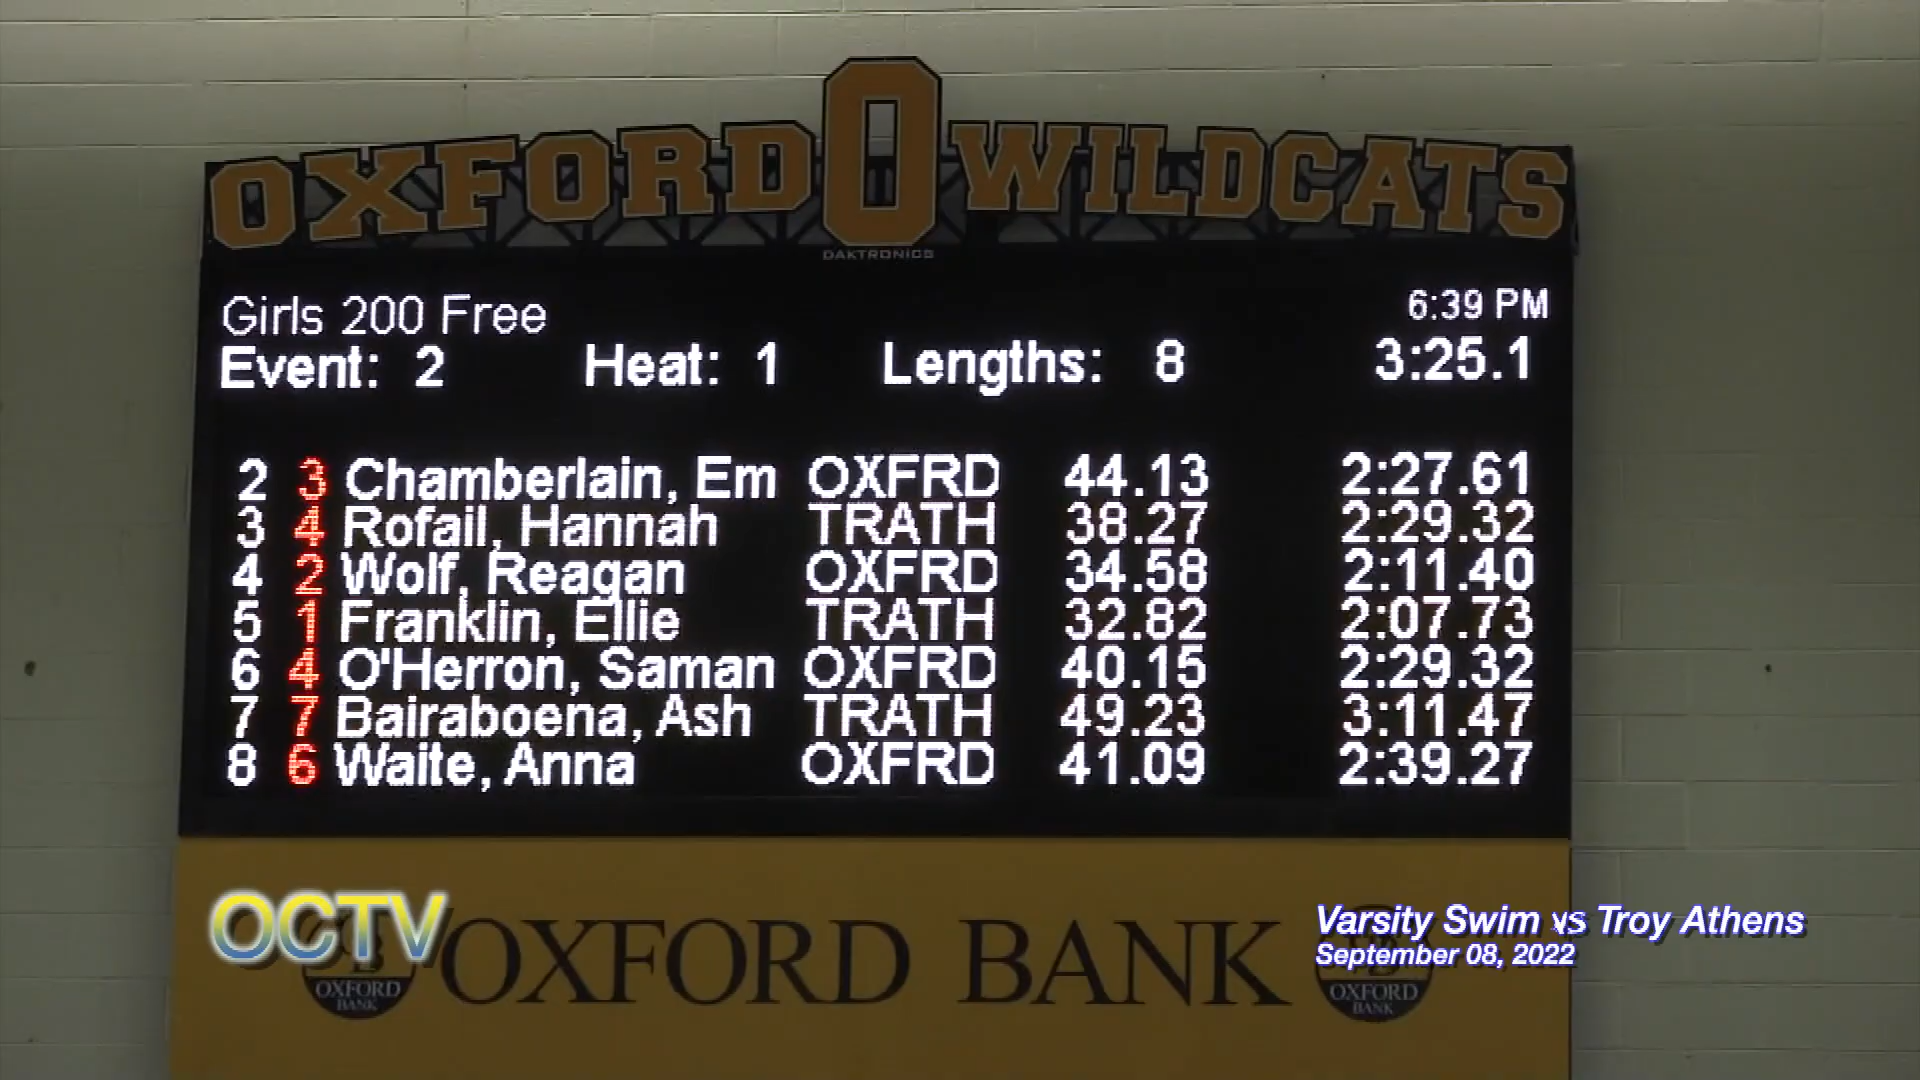 OXFORD O WILDCATS
DAKTRONICS
Girls 200 Free 6:39 PM
Event: 2 Heat: 1 Lengths: 8 3:25.1
2 3 Chamberlain, Em OXFRD 44.13 2:27.61
3 4 Rofail, Hannah TRATH 38.27 2:29.32
4 2 Wolf, Reagan OXFRD 34.58 2:11.40
5 1 Franklin, Ellie TRATH 32.82 2:07.73
6 4 O'Herron, Saman OXFRD 40.15 2:29.32
7 7 Bairaboena, Ash TRATH 49.23 3:11.47
8 6 Waite, Anna OXFRD 41.09 2:39.27
OCTV
OXFORD BANK
OXFORD BANK
OXFORD BANK
Varsity Swim vs Troy Athens
September 08, 2022